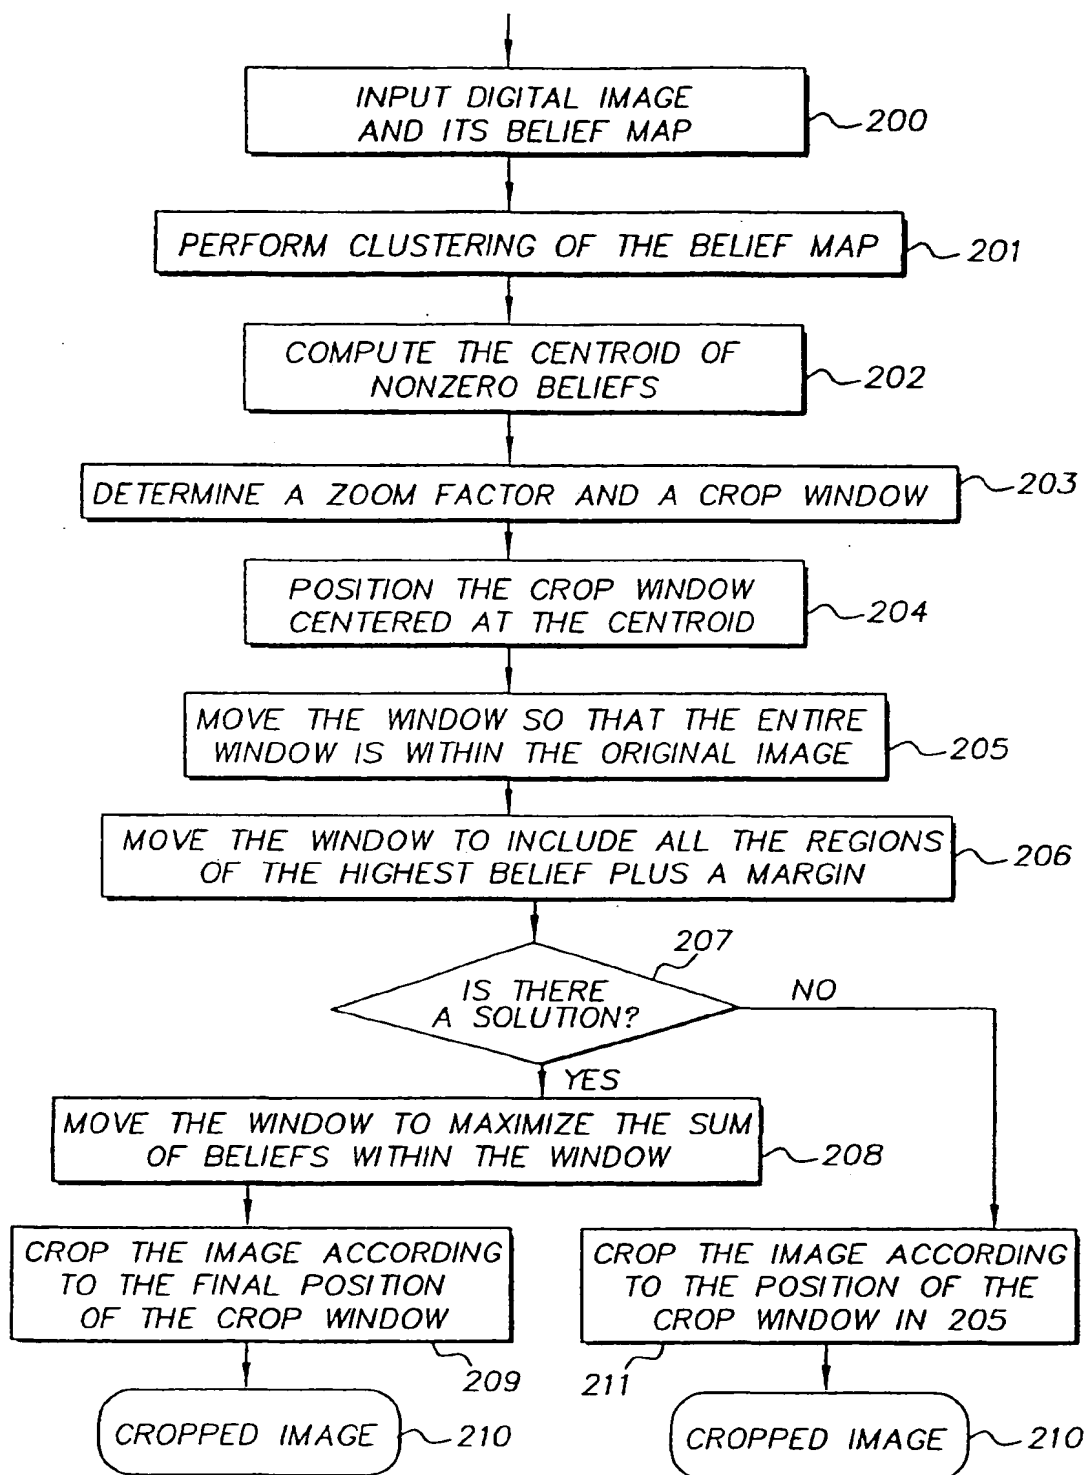 INPUT DIGITAL IMAGE
AND ITS BELIEF MAP
200
PERFORM CLUSTERING OF THE BELIEF MAP
201
COMPUTE THE CENTROID OF
NONZERO BELIEFS
202
DETERMINE A ZOOM FACTOR AND A CROP WINDOW
203
POSITION THE CROP WINDOW
CENTERED AT THE CENTROID
204
MOVE THE WINDOW SO THAT THE ENTIRE
WINDOW IS WITHIN THE ORIGINAL IMAGE
205
MOVE THE WINDOW TO INCLUDE ALL THE REGIONS
OF THE HIGHEST BELIEF PLUS A MARGIN
206
207
IS THERE
A SOLUTION?
NO
YES
MOVE THE WINDOW TO MAXIMIZE THE SUM
OF BELIEFS WITHIN THE WINDOW
208
CROP THE IMAGE ACCORDING
TO THE FINAL POSITION
OF THE CROP WINDOW
209
CROP THE IMAGE ACCORDING
TO THE POSITION OF THE
CROP WINDOW IN 205
211
CROPPED IMAGE
210
CROPPED IMAGE
210